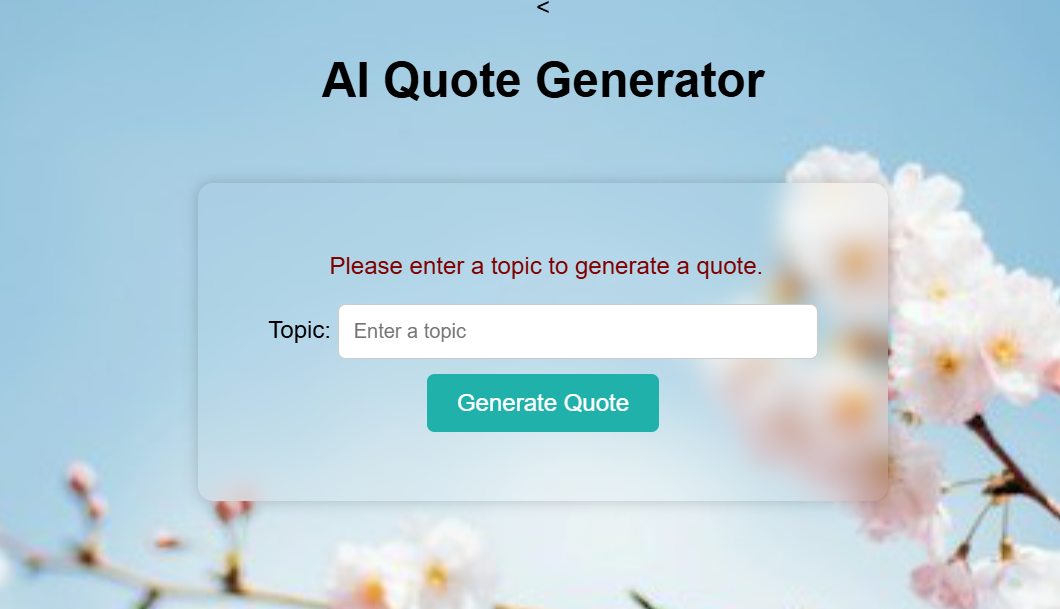 <
AI Quote Generator
Please enter a topic to generate a quote.
Topic: Enter a topic
Generate Quote